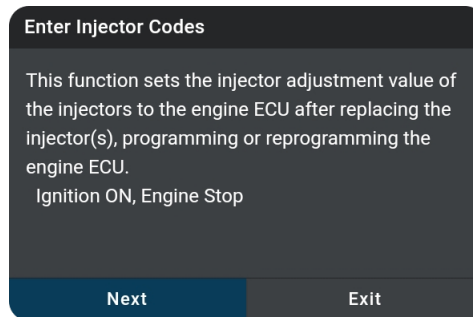 Enter Injector Codes
This function sets the injector adjustment value of
the injectors to the engine ECU after replacing the
injector(s), programming or reprogramming the
engine ECU.
Ignition ON, Engine Stop
Next
Exit